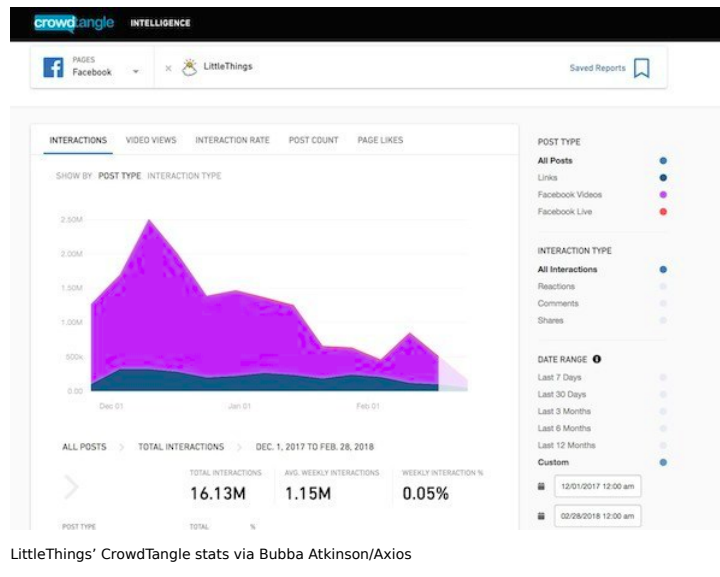 crowdtangle INTELLIGENCE
PAGES
Facebook
× LittleThings
Saved Reports
INTERACTIONS VIDEO VIEWS INTERACTION RATE POST COUNT PAGE LIKES
SHOW BY POST TYPE INTERACTION TYPE
2.50M
2.00M
1.50M
1.00M
500k
0.00
Dec 01 Jan 01 Feb 01
ALL POSTS > TOTAL INTERACTIONS > DEC. 1, 2017 TO FEB. 28, 2018
TOTAL INTERACTIONS AVG. WEEKLY INTERACTIONS WEEKLY INTERACTION %
16.13M 1.15M 0.05%
POST TYPE TOTAL %
POST TYPE
All Posts
Links
Facebook Videos
Facebook Live
INTERACTION TYPE
All Interactions
Reactions
Comments
Shares
DATE RANGE
Last 7 Days
Last 30 Days
Last 3 Months
Last 6 Months
Last 12 Months
Custom
12/01/2017 12:00 am
02/28/2018 12:00 am
LittleThings’ CrowdTangle stats via Bubba Atkinson/Axios